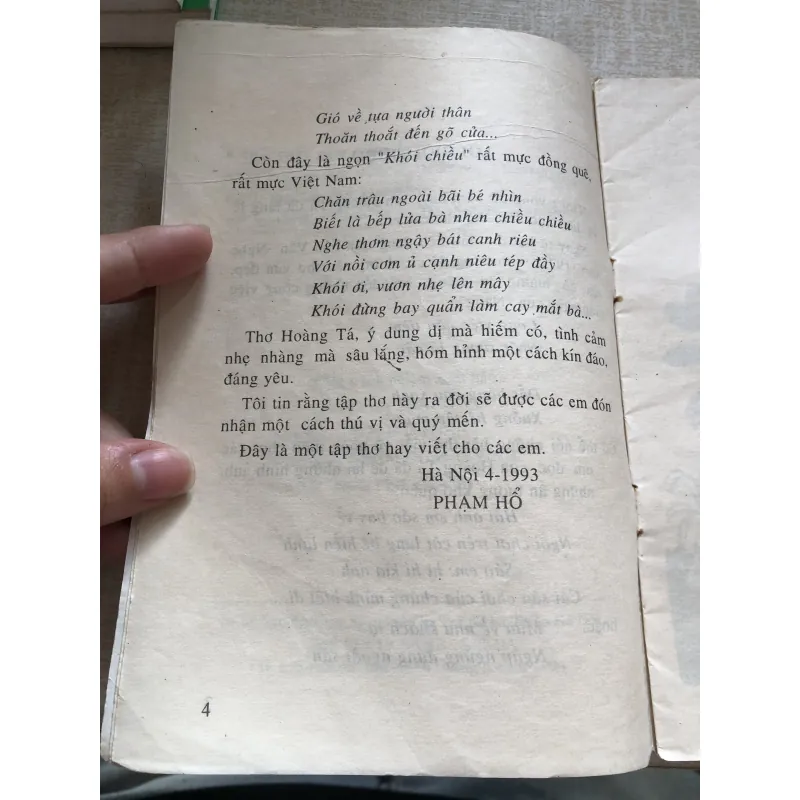 Gió về tựa người thân
Thoăn thoắt đến gõ cửa...
Còn đây là ngọn "Khói chiều" rất mực đồng quê,
rất mực Việt Nam:
Chăn trâu ngoài bãi bé nhìn
Biết là bếp lửa bà nhen chiều chiều
Nghe thơm ngậy bát canh riêu
Với nồi cơm ủ cạnh niêu tép đầy
Khói ơi, vươn nhẹ lên mây
Khói đừng bay quẩn làm cay mắt bà...
Thơ Hoàng Tá, ý dung dị mà hiếm có, tình cảm
nhẹ nhàng mà sâu lắng, hóm hỉnh một cách kín đáo,
đáng yêu.
Tôi tin rằng tập thơ này ra đời sẽ được các em đón
nhận một cách thú vị và quý mến.
Đây là một tập thơ hay viết cho các em.
Hà Nội 4-1993
PHẠM HỔ
4